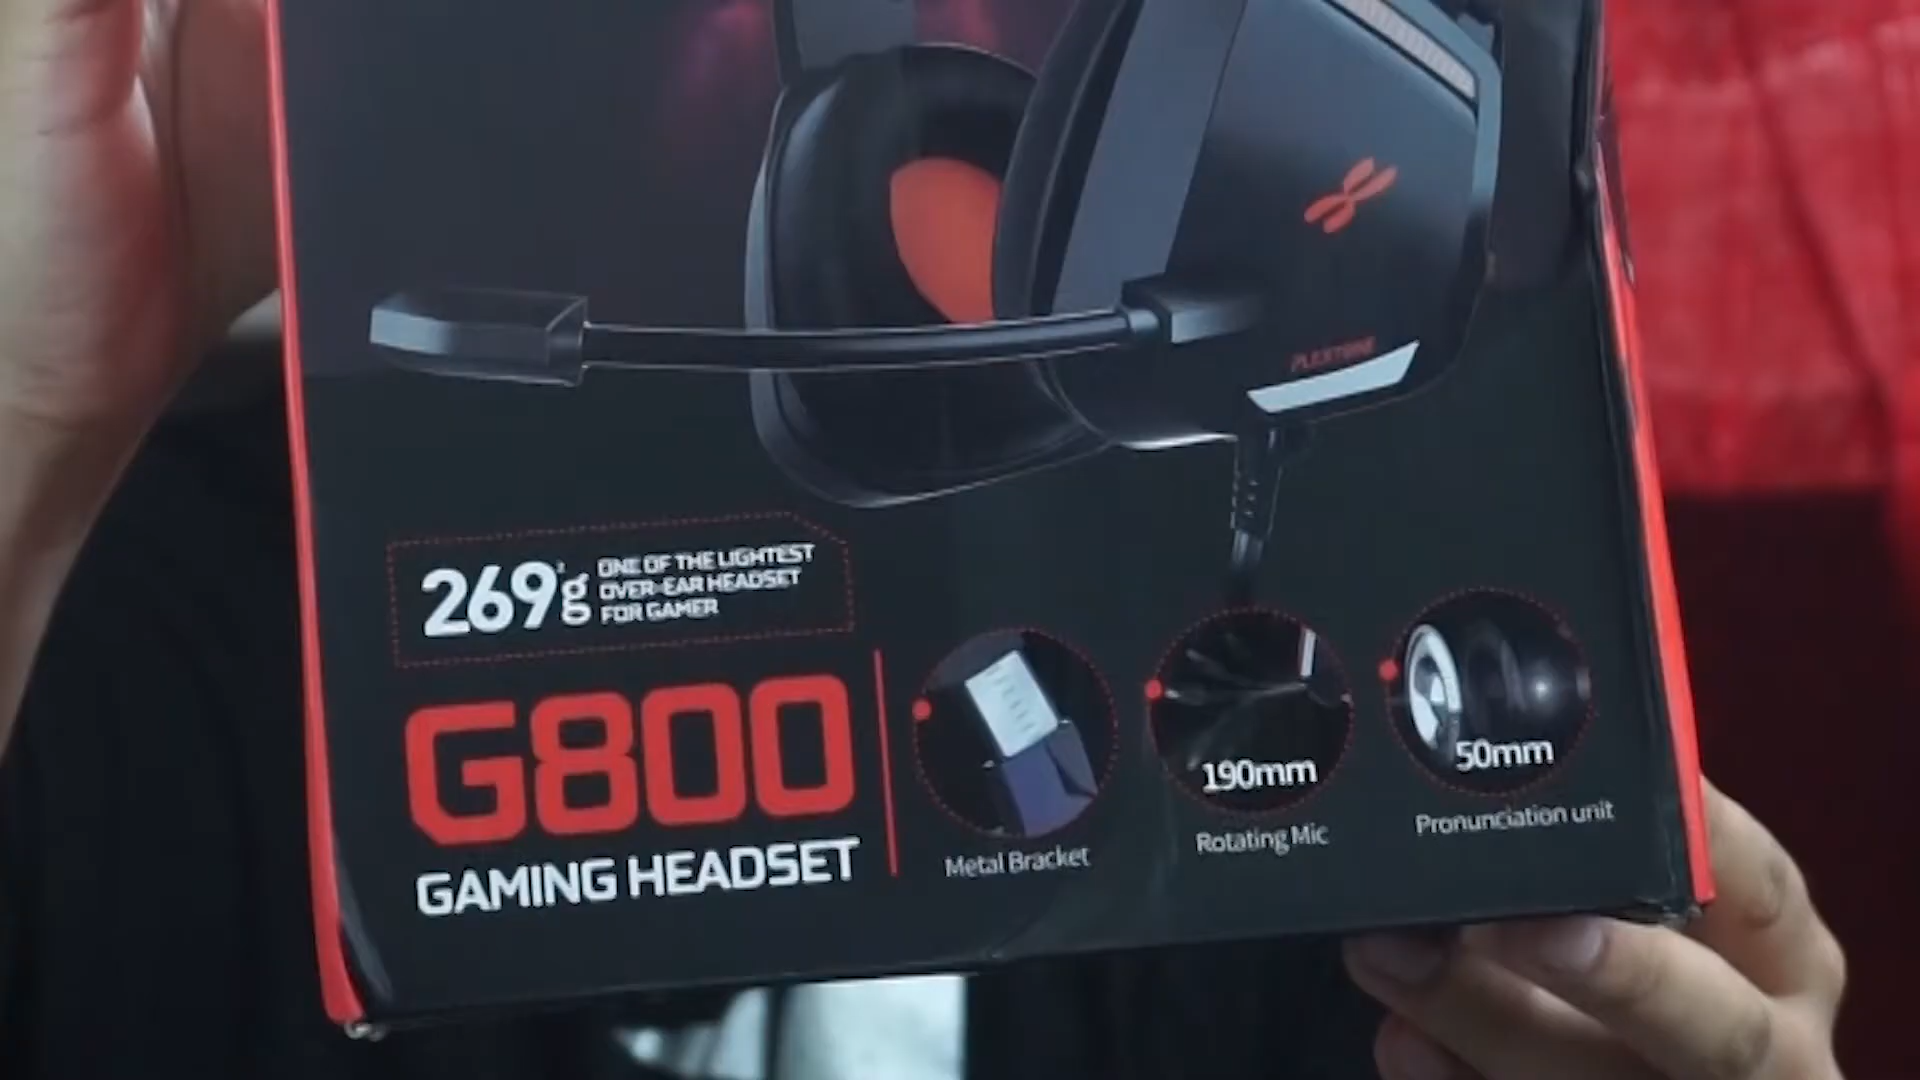 PLEXTONE
269g
ONE OF THE LIGHTEST
OVER-EAR HEADSET
FOR GAMER
G800
GAMING HEADSET
Metal Bracket
190mm
Rotating Mic
50mm
Pronunciation unit